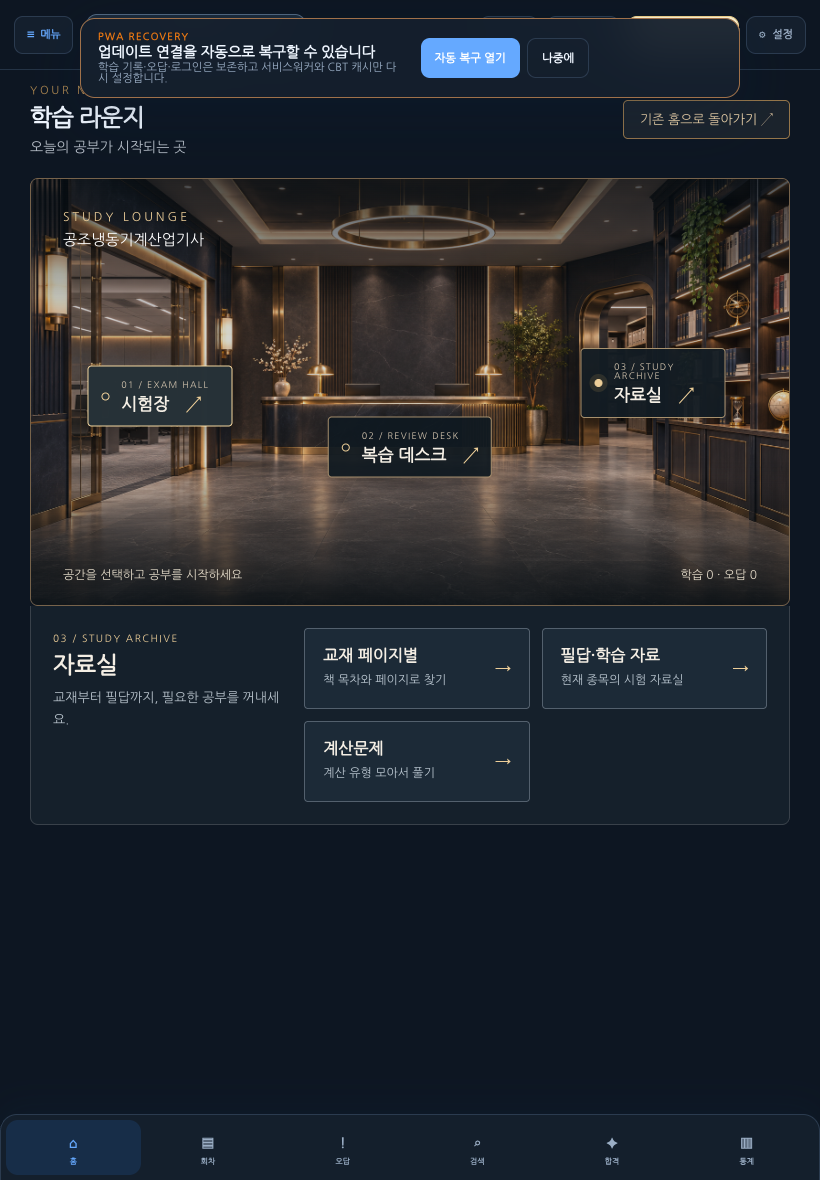 ≡ 메뉴
PWA RECOVERY
업데이트 연결을 자동으로 복구할 수 있습니다
학습 기록·오답·로그인은 보존하고 서비스워커와 CBT 캐시만 다
시 설정합니다.
자동 복구 열기
나중에
설정
YOUR
학습 라운지
오늘의 공부가 시작되는 곳
기존 홈으로 돌아가기 ↗
STUDY LOUNGE
공조냉동기계산업기사
01 / EXAM HALL
시험장 ↗
02 / REVIEW DESK
복습 데스크 ↗
03 / STUDY
ARCHIVE
자료실 ↗
공간을 선택하고 공부를 시작하세요
학습 0 · 오답 0
03 / STUDY ARCHIVE
자료실
교재부터 필답까지, 필요한 공부를 꺼내세
요.
교재 페이지별
책 목차와 페이지로 찾기
→
필답·학습 자료
현재 종목의 시험 자료실
→
계산문제
계산 유형 모아서 풀기
→
홈
회차
오답
검색
합격
통계